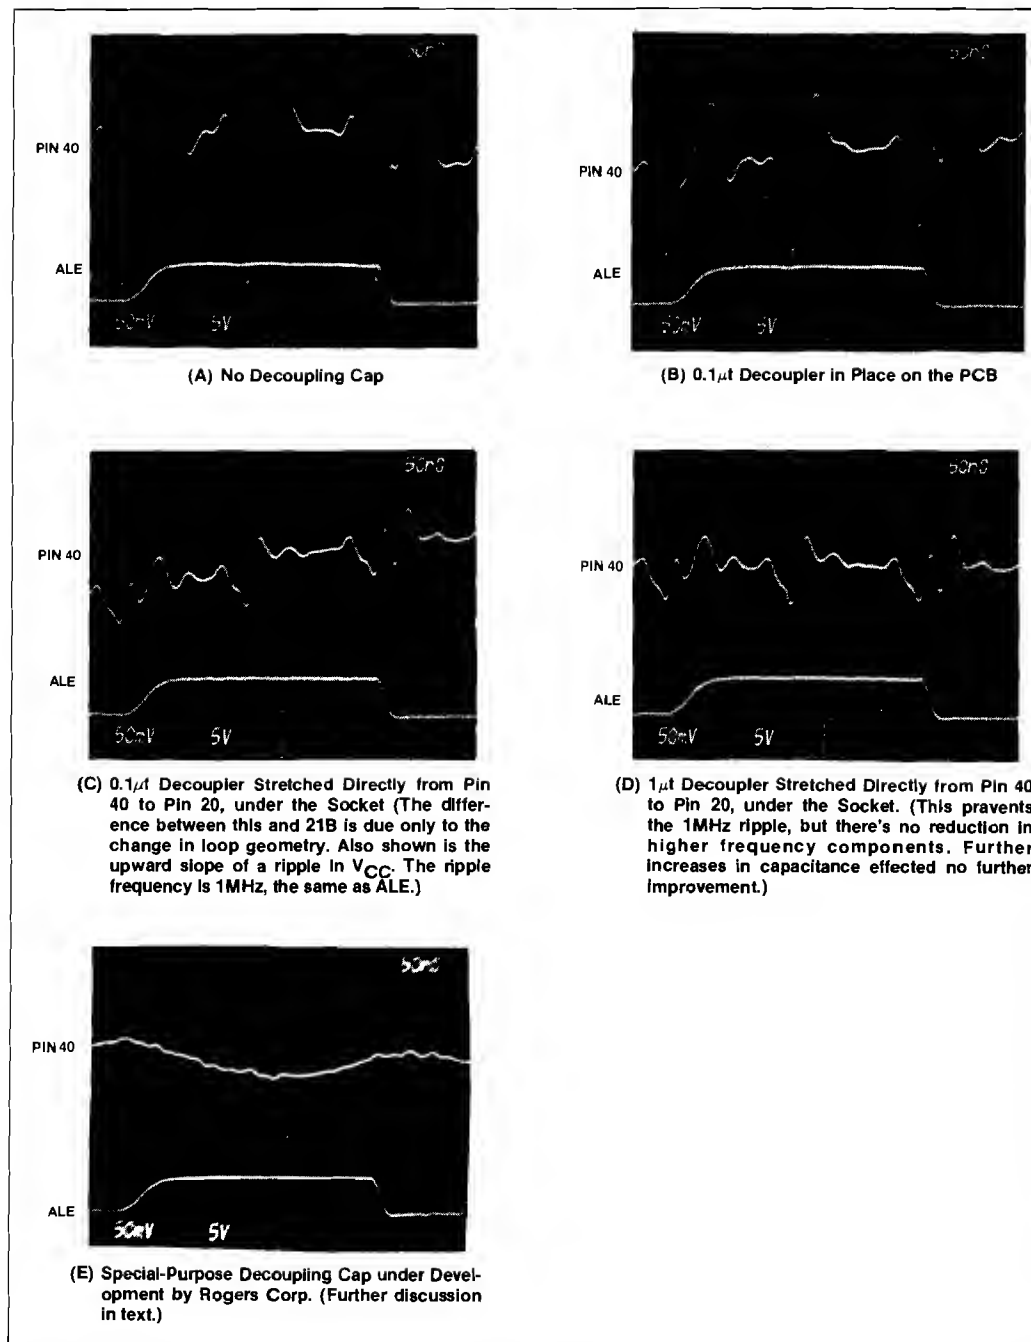 50nS
PIN 40
ALE
50mV 5V
(A) No Decoupling Cap
50nS
PIN 40
ALE
50mV 5V
(B) 0.1μf Decoupler in Place on the PCB
50nS
PIN 40
ALE
50mV 5V
(C) 0.1μf Decoupler Stretched Directly from Pin
40 to Pin 20, under the Socket (The differ-
ence between this and 21B is due only to the
change in loop geometry. Also shown is the
upward slope of a ripple in VCC. The ripple
frequency is 1MHz, the same as ALE.)
50nS
PIN 40
ALE
50mV 5V
(D) 1μf Decoupler Stretched Directly from Pin 40
to Pin 20, under the Socket. (This pravents
the 1MHz ripple, but there's no reduction in
higher frequency components. Further
increases in capacitance effected no further
improvement.)
50nS
PIN 40
ALE
50mV 5V
(E) Special-Purpose Decoupling Cap under Devel-
opment by Rogers Corp. (Further discussion
in text.)